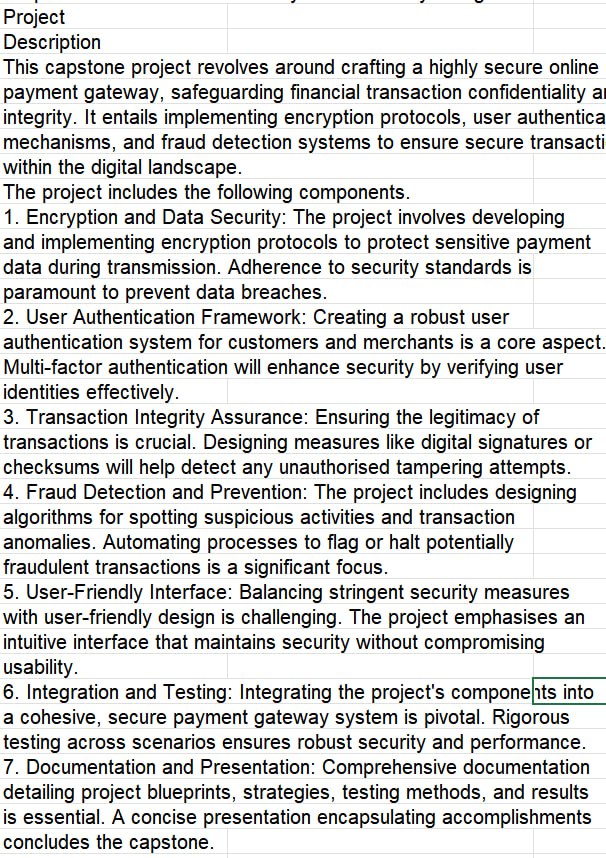 Project
Description
This capstone project revolves around crafting a highly secure online
payment gateway, safeguarding financial transaction confidentiality
integrity. It entails implementing encryption protocols, user authentica
mechanisms, and fraud detection systems to ensure secure transacti
within the digital landscape.
The project includes the following components.
1. Encryption and Data Security: The project involves developing
and implementing encryption protocols to protect sensitive payment
data during transmission. Adherence to security standards is
paramount to prevent data breaches.
2. User Authentication Framework: Creating a robust user
authentication system for customers and merchants is a core aspect.
Multi-factor authentication will enhance security by verifying user
identities effectively.
3. Transaction Integrity Assurance: Ensuring the legitimacy of
transactions is crucial. Designing measures like digital signatures or
checksums will help detect any unauthorised tampering attempts.
4. Fraud Detection and Prevention: The project includes designing
algorithms for spotting suspicious activities and transaction
anomalies. Automating processes to flag or halt potentially
fraudulent transactions is a significant focus.
5. User-Friendly Interface: Balancing stringent security measures
with user-friendly design is challenging. The project emphasises an
intuitive interface that maintains security without compromising
usability.
6. Integration and Testing: Integrating the project's components into
a cohesive, secure payment gateway system is pivotal. Rigorous
testing across scenarios ensures robust security and performance.
7. Documentation and Presentation: Comprehensive documentation
detailing project blueprints, strategies, testing methods, and results
is essential. A concise presentation encapsulating accomplishments
concludes the capstone.